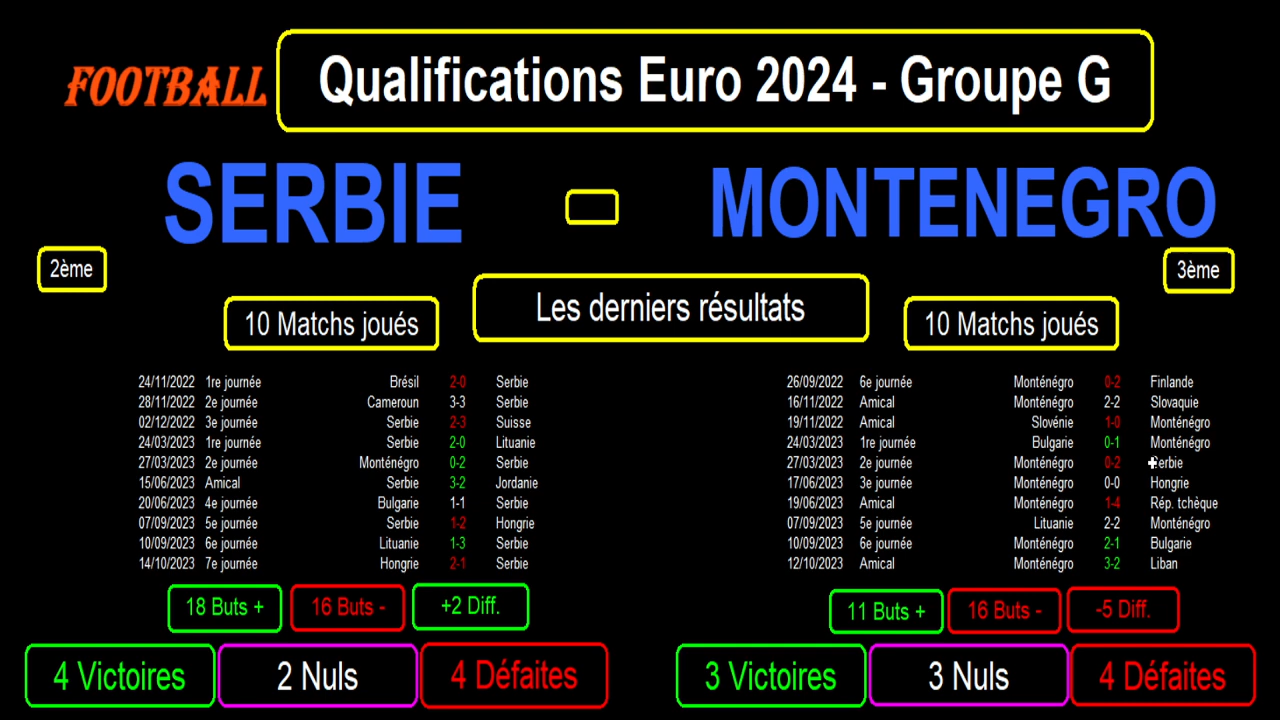 FOOTBALL
Qualifications Euro 2024 - Groupe G
SERBIE
MONTENEGRO
2ème
3ème
Les derniers résultats
10 Matchs joués
24/11/2022 1re journée Brésil 2-0 Serbie
28/11/2022 2e journée Cameroun 3-3 Serbie
02/12/2022 3e journée Serbie 2-3 Suisse
24/03/2023 1re journée Serbie 2-0 Lituanie
27/03/2023 2e journée Monténégro 0-2 Serbie
15/06/2023 Amical Serbie 3-2 Jordanie
20/06/2023 4e journée Bulgarie 1-1 Serbie
07/09/2023 5e journée Serbie 1-2 Hongrie
10/09/2023 6e journée Lituanie 1-3 Serbie
14/10/2023 7e journée Hongrie 2-1 Serbie
18 Buts + 16 Buts - +2 Diff.
4 Victoires 2 Nuls 4 Défaites
10 Matchs joués
26/09/2022 6e journée Monténégro 0-2 Finlande
16/11/2022 Amical Monténégro 2-2 Slovaquie
19/11/2022 Amical Slovénie 1-0 Monténégro
24/03/2023 1re journée Bulgarie 0-1 Monténégro
27/03/2023 2e journée Monténégro 0-2 Serbie
17/06/2023 3e journée Monténégro 0-0 Hongrie
19/06/2023 Amical Monténégro 1-4 Rép. tchèque
07/09/2023 5e journée Lituanie 2-2 Monténégro
10/09/2023 6e journée Monténégro 2-1 Bulgarie
12/10/2023 Amical Monténégro 3-2 Liban
11 Buts + 16 Buts - -5 Diff.
3 Victoires 3 Nuls 4 Défaites